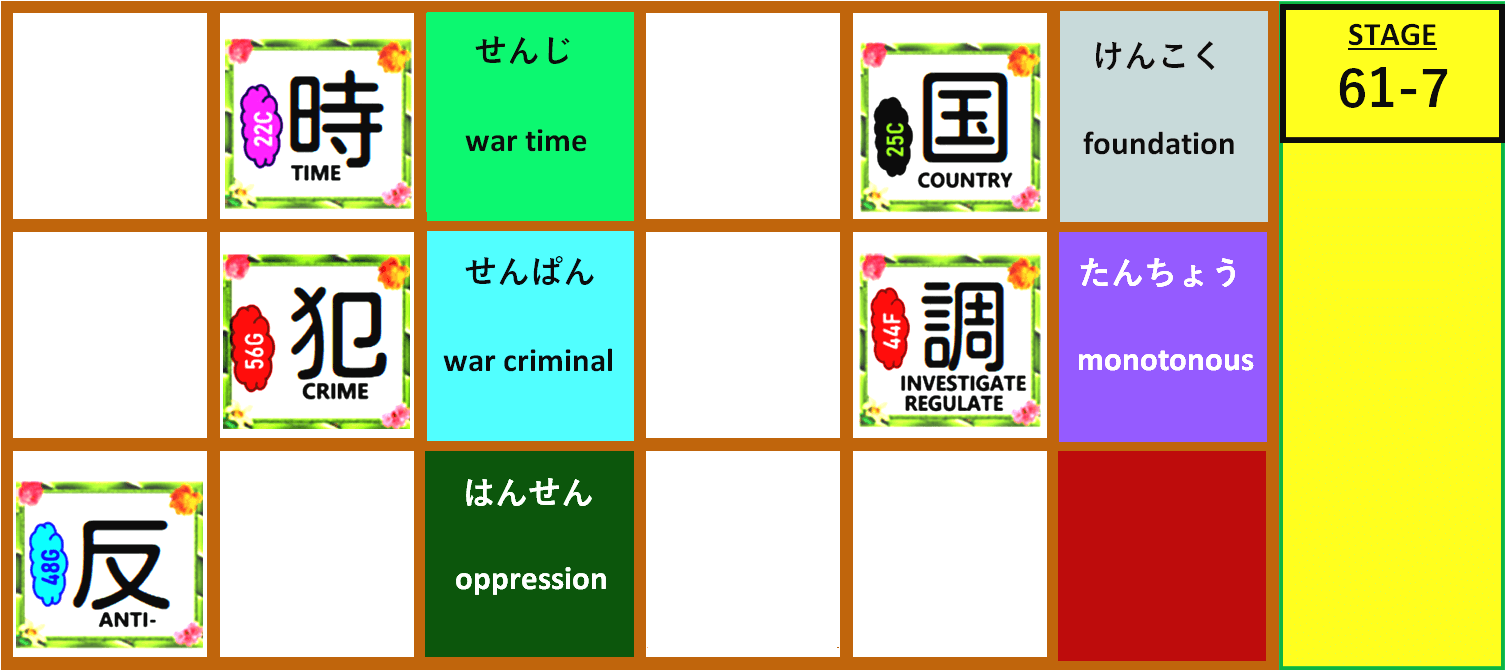 22C
時
TIME
せんじ
war time
25C
国
COUNTRY
けんこく
foundation
STAGE
61-7
56G
犯
CRIME
せんぱん
war criminal
44F
調
INVESTIGATE
REGULATE
たんちょう
monotonous
48G
反
ANTI-
はんせん
oppression